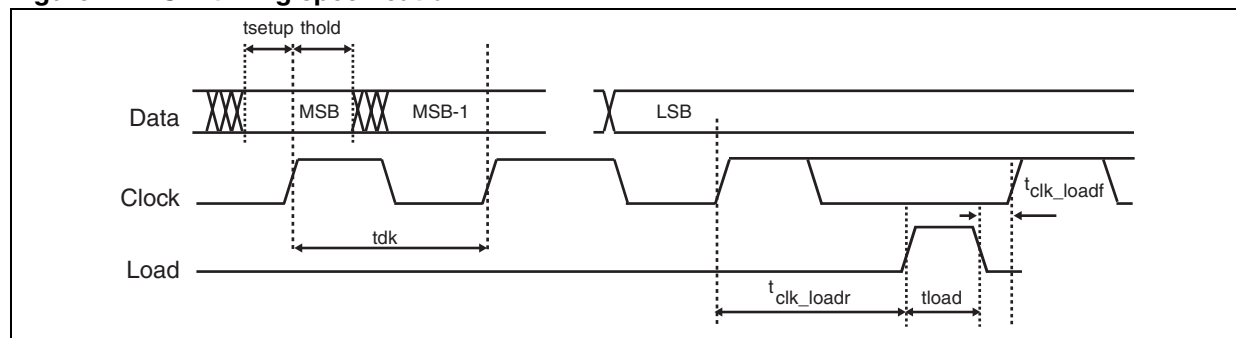 tsetup thold
Data
MSB
MSB-1
LSB
Clock
tclk_loadf
tdk
Load
tclk_loadr
tload